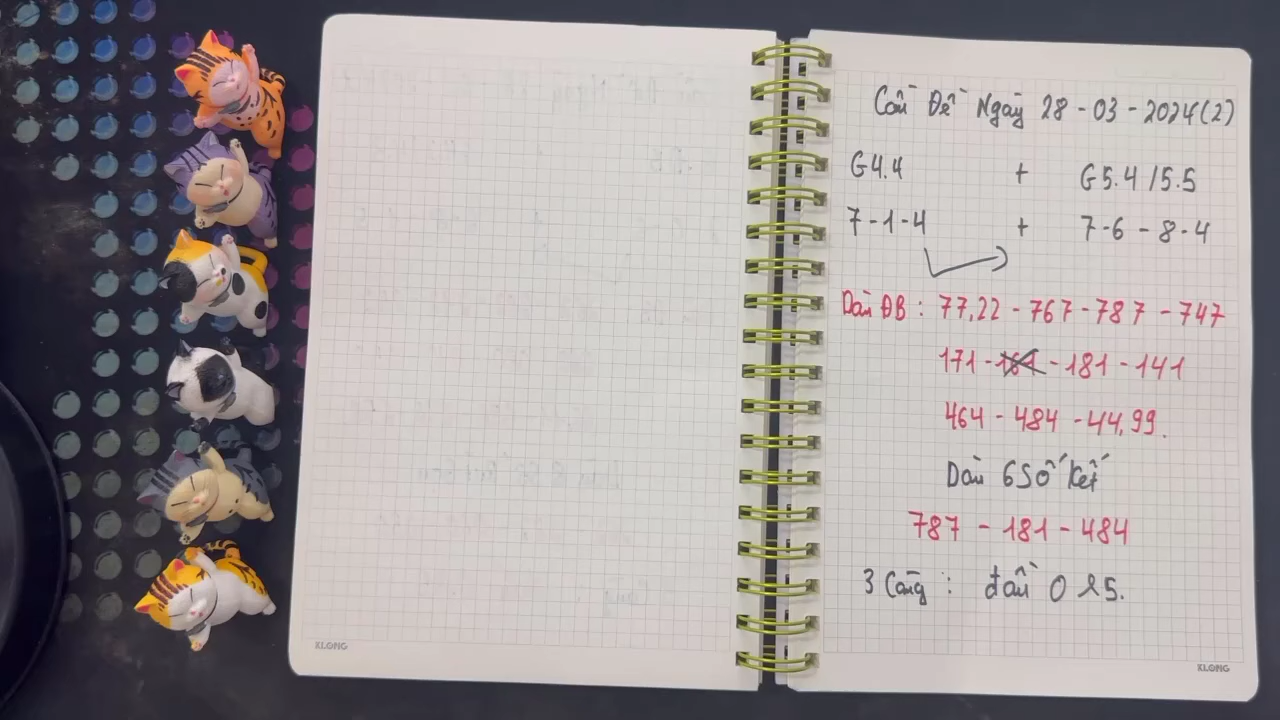 Cầu Đề Ngày 28-03-2024(2)
G4.4 + G5.4/5.5
7-1-4 + 7-6-8-4
Dàn ĐB: 77,22-767-787-747
171-161-181-141
464-484-44,99.
Dàn 6 Số Kết
787-181-484
3 Càng: đầu 0 & 5.
KLONG
KLONG